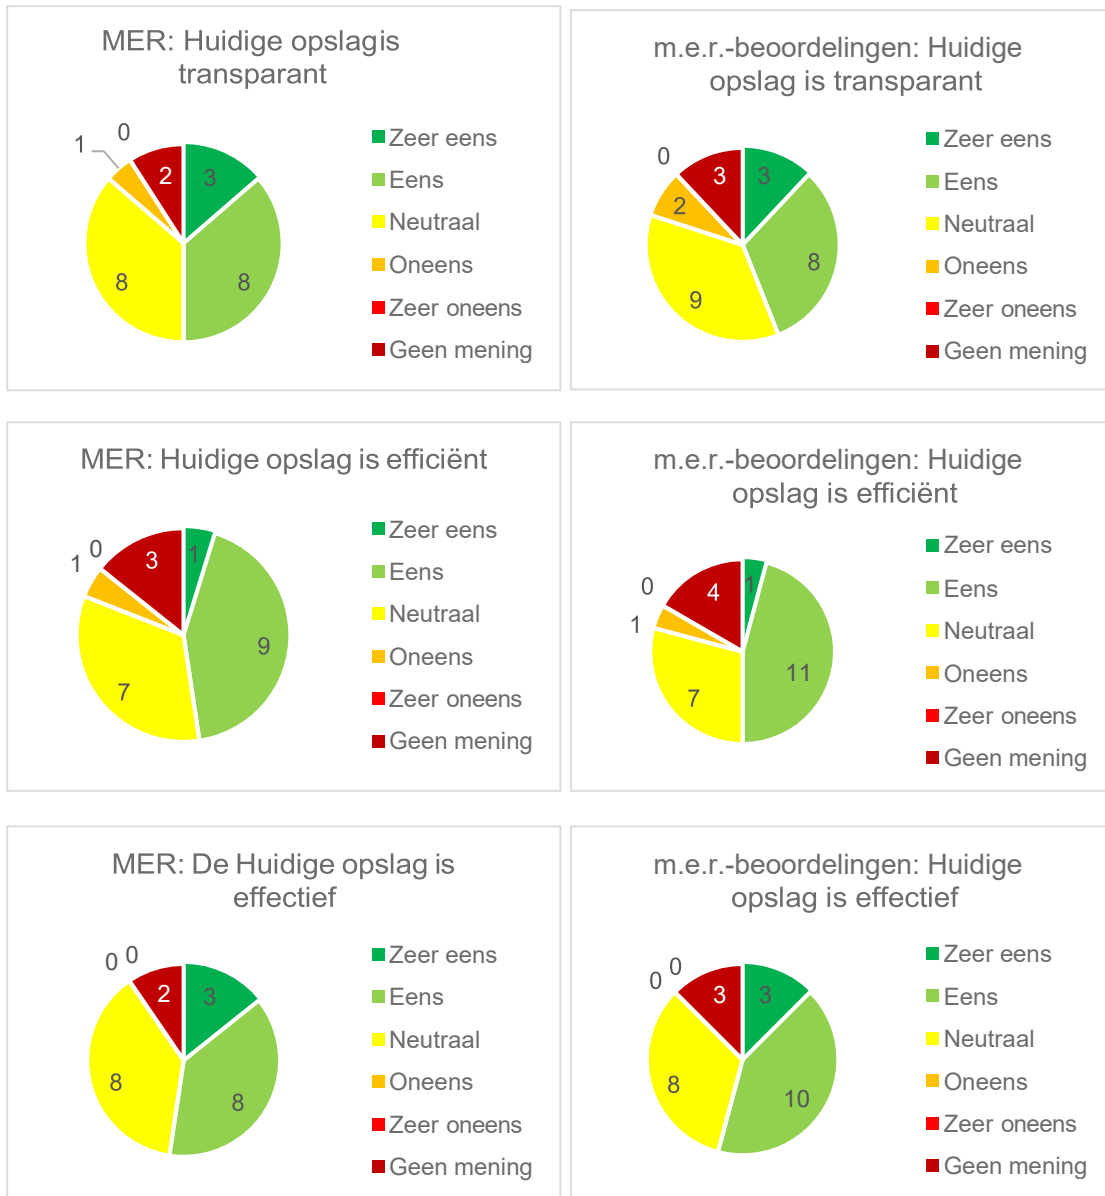 MER: Huidige opslagis
transparant
0
1
2
3
8
8
Zeer eens
Eens
Neutraal
Oneens
Zeer oneens
Geen mening
m.e.r.-beoordelingen: Huidige
opslag is transparant
0
3
3
2
8
9
Zeer eens
Eens
Neutraal
Oneens
Zeer oneens
Geen mening
MER: Huidige opslag is efficiënt
0
1
3
1
9
7
Zeer eens
Eens
Neutraal
Oneens
Zeer oneens
Geen mening
m.e.r.-beoordelingen: Huidige
opslag is efficiënt
0
4
1
1
11
7
Zeer eens
Eens
Neutraal
Oneens
Zeer oneens
Geen mening
MER: De Huidige opslag is
effectief
0
0
2
3
8
8
Zeer eens
Eens
Neutraal
Oneens
Zeer oneens
Geen mening
m.e.r.-beoordelingen: Huidige
opslag is effectief
0
0
3
3
8
10
Zeer eens
Eens
Neutraal
Oneens
Zeer oneens
Geen mening